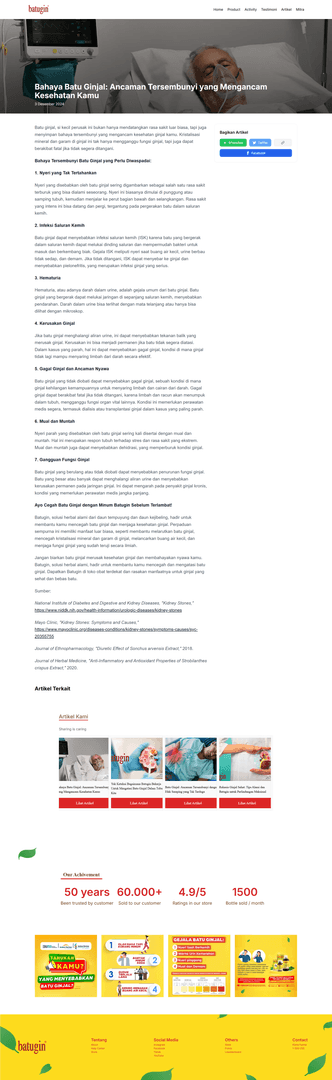 batugin
Home Product Activity Testimoni Artikel Mitra
Bahaya Batu Ginjal: Ancaman Tersembunyi yang Mengancam
Kesehatan Kamu
3 Desember 2024
Bagikan Artikel
WhatsApp
Twitter
Facebook
Batu ginjal, si kecil perusak ini bukan hanya mendatangkan rasa sakit luar biasa, tapi juga
menyimpan bahaya tersembunyi yang mengancam kesehatan ginjal kamu. Kristalisasi
mineral dan garam di ginjal ini tak hanya mengganggu fungsi ginjal, tapi juga dapat
berakibat fatal jika tidak segera ditangani.
Bahaya Tersembunyi Batu Ginjal yang Perlu Diwaspadai:
1. Nyeri yang Tak Tertahankan
Nyeri yang disebabkan oleh batu ginjal sering digambarkan sebagai salah satu rasa sakit
terburuk yang bisa dialami seseorang. Nyeri ini biasanya dimulai di punggung atau
samping tubuh, kemudian menjalar ke perut bagian bawah dan selangkangan. Rasa sakit
yang intens ini bisa datang dan pergi, tergantung pada pergerakan batu dalam saluran
kemih.
2. Infeksi Saluran Kemih
Batu ginjal dapat menyebabkan infeksi saluran kemih (ISK) karena batu yang bergerak
dalam saluran kemih dapat melukai dinding saluran dan mempermudah bakteri untuk
masuk dan berkembang biak. Gejala ISK meliputi nyeri saat buang air kecil, urine berbau
tidak sedap, dan demam. Jika tidak ditangani, ISK dapat menyebar ke ginjal dan
menyebabkan pielonefritis, yang merupakan infeksi ginjal yang serius.
3. Hematuria
Hematuria, atau adanya darah dalam urine, adalah gejala umum dari batu ginjal. Batu
ginjal yang bergerak dapat melukai jaringan di sepanjang saluran kemih, menyebabkan
pendarahan. Darah dalam urine bisa terlihat dengan mata telanjang atau hanya bisa
dilihat dengan mikroskop.
4. Kerusakan Ginjal
Jika batu ginjal menghalangi aliran urine, ini dapat menyebabkan tekanan balik yang
merusak ginjal. Kerusakan ini bisa menjadi permanen jika batu tidak segera diatasi.
Dalam kasus yang parah, hal ini dapat menyebabkan gagal ginjal, kondisi di mana ginjal
tidak lagi mampu menyaring limbah dari darah secara efektif.
5. Gagal Ginjal dan Ancaman Nyawa
Batu ginjal yang tidak diobati dapat menyebabkan gagal ginjal, sebuah kondisi di mana
ginjal kehilangan kemampuannya untuk menyaring limbah dan cairan dari darah. Gagal
ginjal dapat berakibat fatal jika tidak ditangani, karena limbah dan racun akan menumpuk
dalam tubuh, mengganggu fungsi organ vital lainnya. Kondisi ini memerlukan perawatan
medis segera, termasuk dialisis atau transplantasi ginjal dalam kasus yang paling parah.
6. Mual dan Muntah
Nyeri parah yang disebabkan oleh batu ginjal sering kali disertai dengan mual dan
muntah. Hal ini merupakan respon tubuh terhadap stres dan rasa sakit yang ekstrem.
Mual dan muntah juga dapat menyebabkan dehidrasi, yang memperburuk kondisi ginjal.
7. Gangguan Fungsi Ginjal
Batu ginjal yang berulang atau tidak diobati dapat menyebabkan penurunan fungsi ginjal.
Batu yang besar atau banyak dapat menghalangi aliran urine dan menyebabkan
kerusakan permanen pada jaringan ginjal. Ini dapat mengarah pada penyakit ginjal kronis,
kondisi yang memerlukan perawatan medis jangka panjang.
Ayo Cegah Batu Ginjal dengan Minum Batugin Sebelum Terlambat!
Batugin, solusi herbal alami dari daun tempuyung dan daun kejibeling, hadir untuk
membantu kamu mencegah batu ginjal dan menjaga kesehatan ginjal. Perpaduan
sempurna ini memiliki manfaat luar biasa, seperti membantu melarutkan batu ginjal,
mencegah kristalisasi mineral dan garam di ginjal, melancarkan buang air kecil, dan
menjaga fungsi ginjal yang sudah teruji secara ilmiah.
Jangan biarkan batu ginjal merusak kesehatan ginjal dan membahayakan nyawa kamu.
Batugin, solusi herbal alami, hadir untuk membantu kamu mencegah dan mengatasi batu
ginjal. Dapatkan Batugin di toko obat terdekat dan rasakan manfaatnya untuk ginjal yang
sehat dan bebas batu.
Sumber:
National Institute of Diabetes and Digestive and Kidney Diseases, "Kidney Stones,"
https://www.niddk.nih.gov/health-information/urologic-diseases/kidney-stones
Mayo Clinic, "Kidney Stones: Symptoms and Causes,"
https://www.mayoclinic.org/diseases-conditions/kidney-stones/symptoms-causes/syc-
20355755
Journal of Ethnopharmacology, "Diuretic Effect of Sonchus arvensis Extract," 2018.
Journal of Herbal Medicine, "Anti-Inflammatory and Antioxidant Properties of Strobilanthes
crispus Extract," 2020.
Artikel Terkait
Artikel Kami
Sharing is caring
Lihat Artikel
Lihat Artikel
Lihat Artikel
Lihat Artikel
Our Achivement
50 years
Been trusted by customer
60.000+
Sold to our customer
4.9/5
Ratings in our store
1500
Bottle sold / month
TAHUKAH
KAMU?
YANG MENYEBABKAN
BATU GINJAL?
1
2
3
4
GEJALA BATU GINJAL
batugin
Tentang
Social Media
Others
Contact